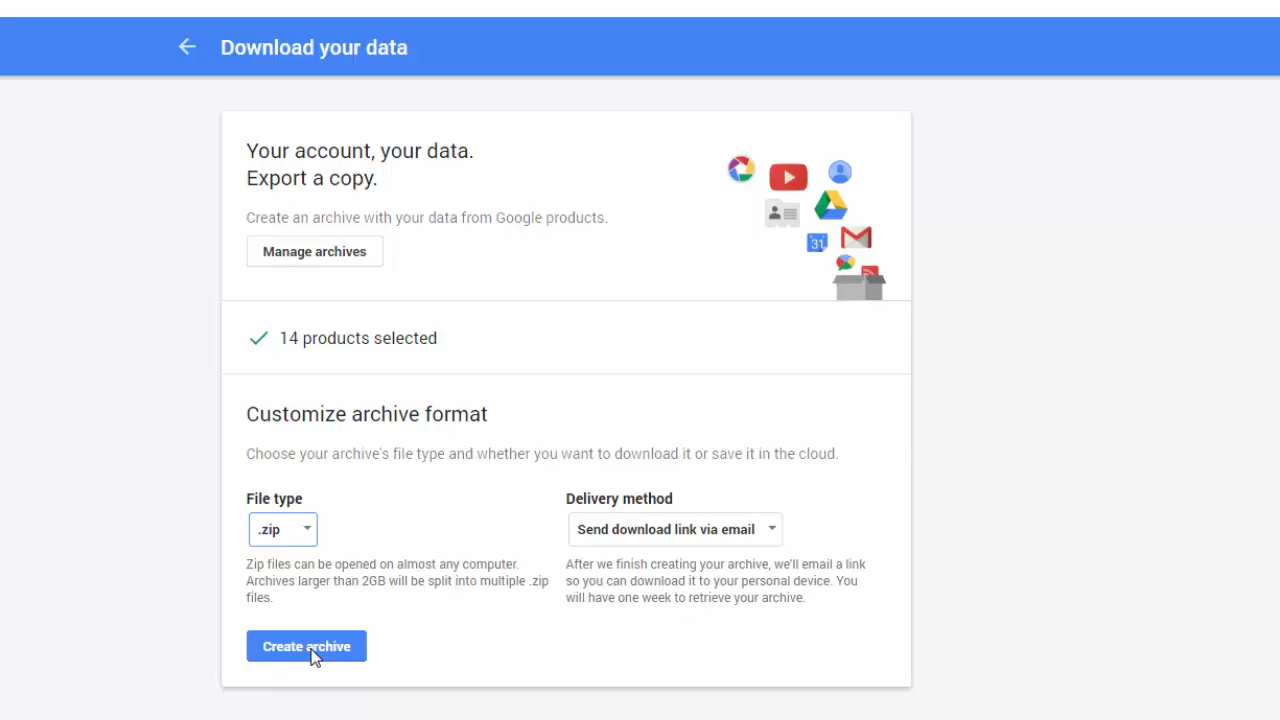 Download your data
Your account, your data.
Export a copy.
Create an archive with your data from Google products.
Manage archives
31
14 products selected
Customize archive format
Choose your archive's file type and whether you want to download it or save it in the cloud.
File type
.zip
Zip files can be opened on almost any computer.
Archives larger than 2GB will be split into multiple .zip
files.
Delivery method
Send download link via email
After we finish creating your archive, we'll email a link
so you can download it to your personal device. You
will have one week to retrieve your archive.
Create archive